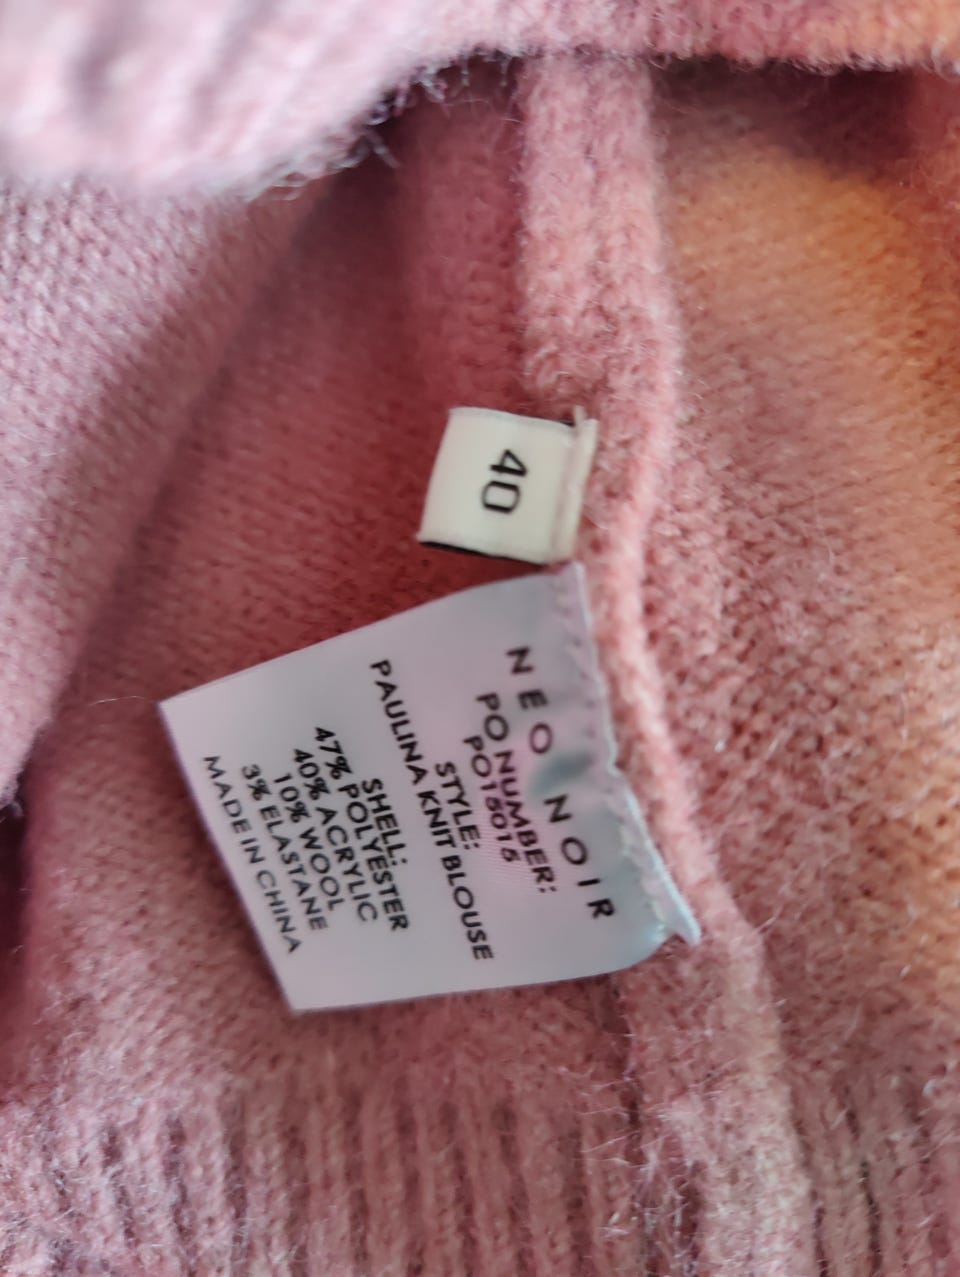 40
NEO NOIR
PO NUMBER:
PO15015
STYLE:
PAULINA KNIT BLOUSE
SHELL:
47% POLYESTER
40% ACRYLIC
10% WOOL
3% ELASTANE
MADE IN CHINA